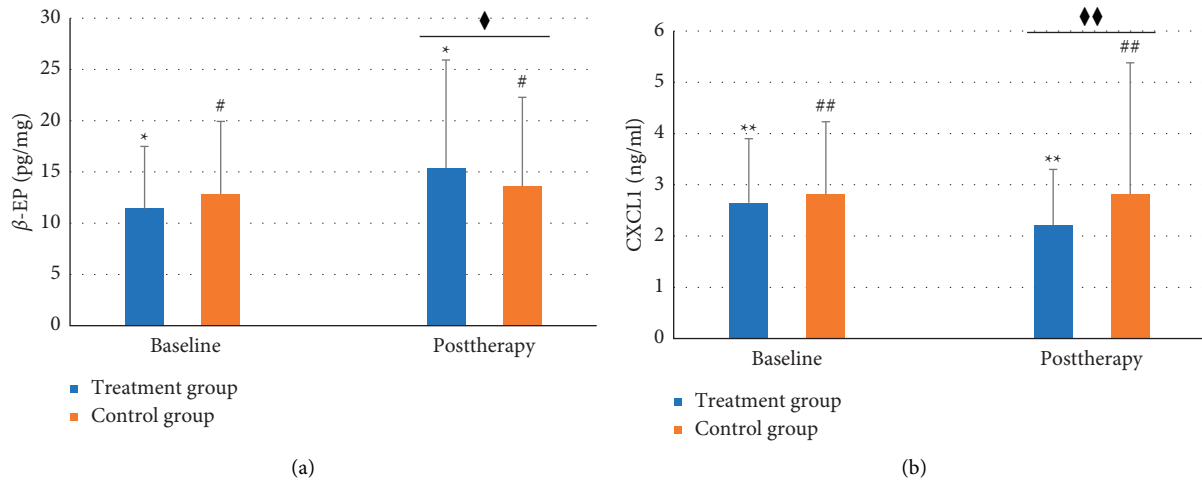 30
25
20
15
10
5
0
β-EP (pg/mg)
♦
*
#
*
#
Baseline
Posttherapy
Treatment group
Control group
(a)
6
5
4
3
2
1
0
CXCL1 (ng/ml)
♦♦
**
##
**
##
Baseline
Posttherapy
Treatment group
Control group
(b)